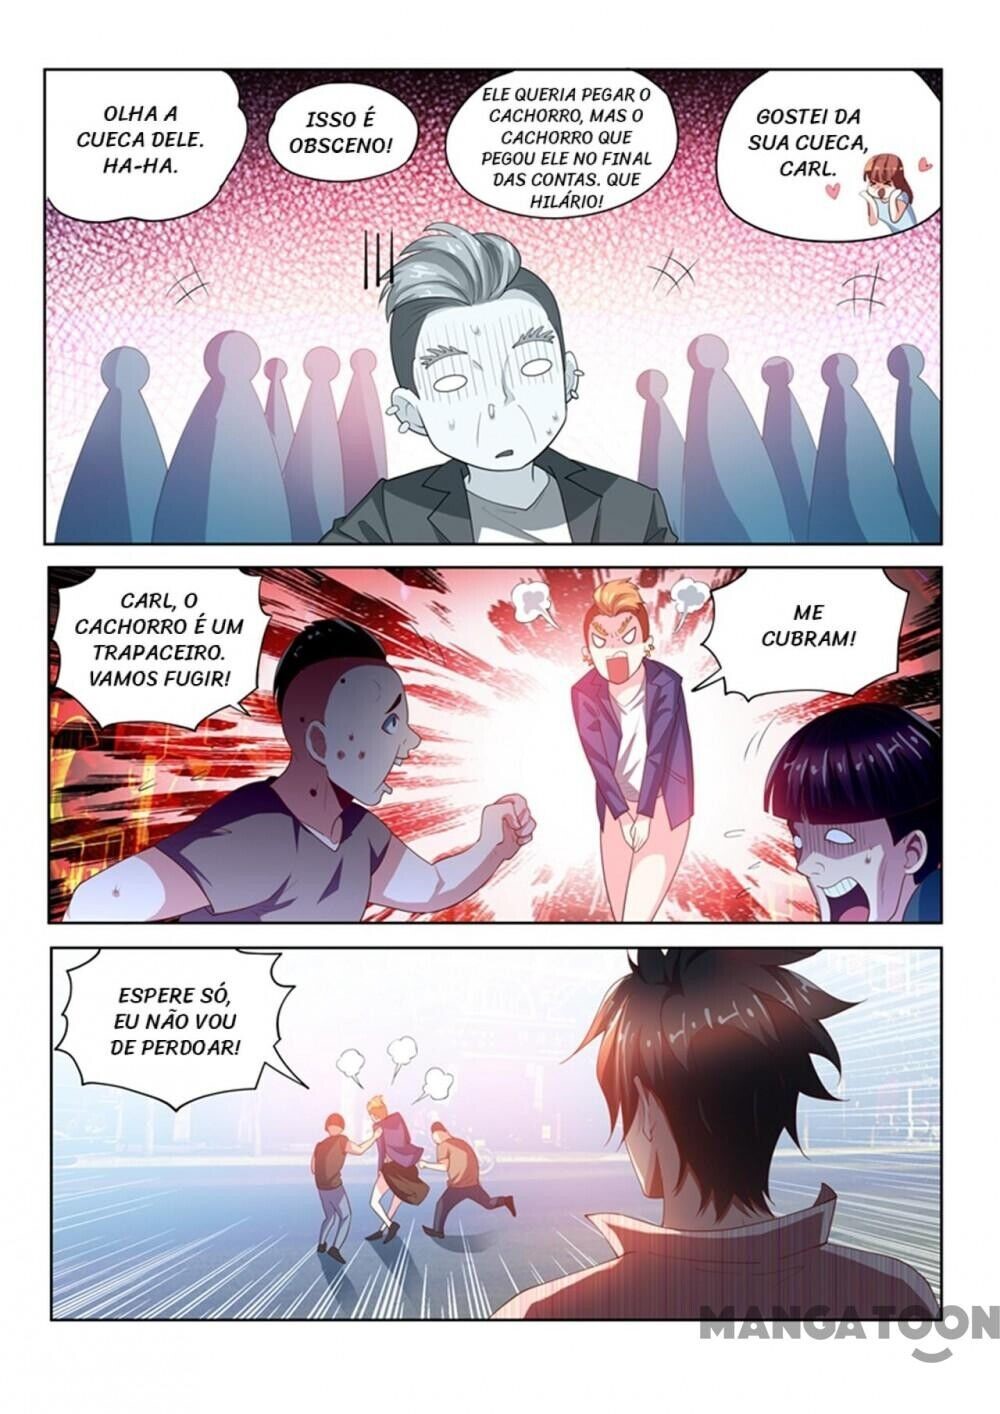 OLHA A
CUECA DELE.
HA-HA.
ISSO É
OBSCENO!
ELE QUERIA PEGAR O
CACHORRO, MAS O
CACHORRO QUE
PEGOU ELE NO FINAL
DAS CONTAS. QUE
HILÁRIO!
GOSTEI DA
SUA CUECA,
CARL.
CARL, O
CACHORRO É UM
TRAPACEIRO.
VAMOS FUGIR!
ME
CUBRAM!
ESPERE SÓ,
EU NÃO VOU
DE PERDOAR!
MANGATOON